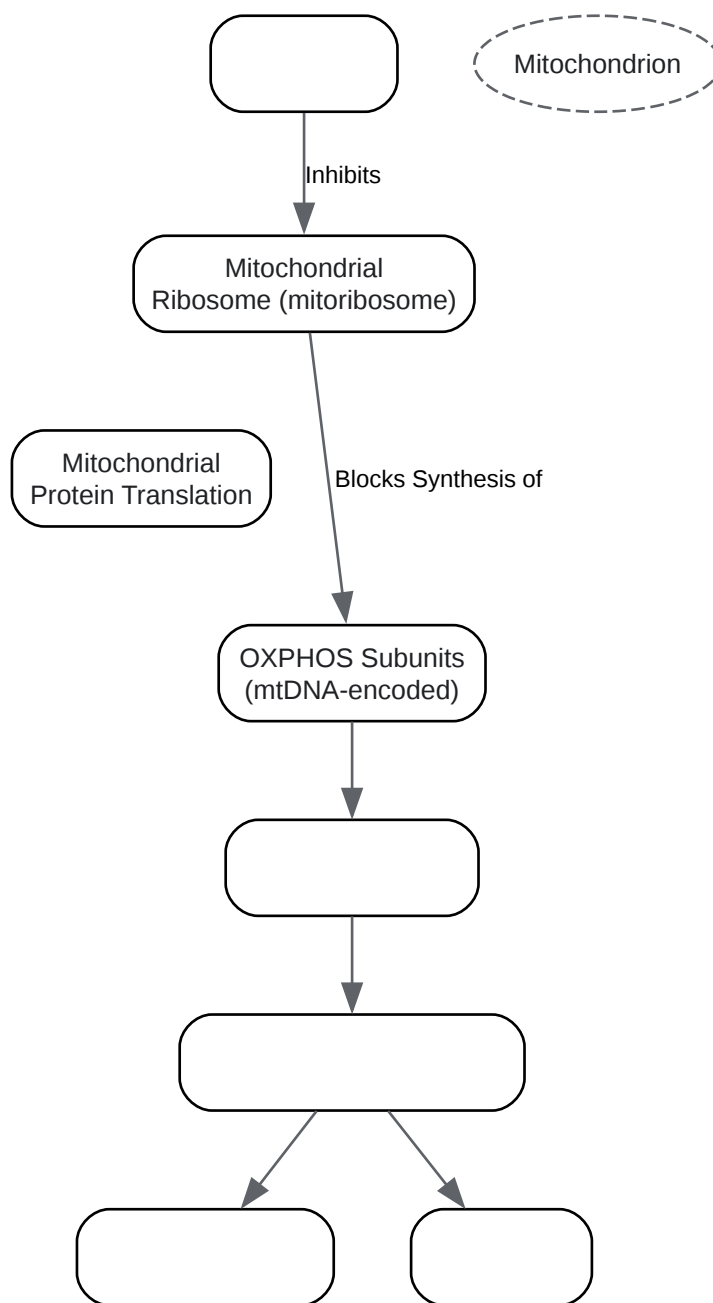 Mitochondrion
Inhibits
Mitochondrial
Ribosome (mitoribosome)
Mitochondrial
Protein Translation
Blocks Synthesis of
OXPHOS Subunits
(mtDNA-encoded)